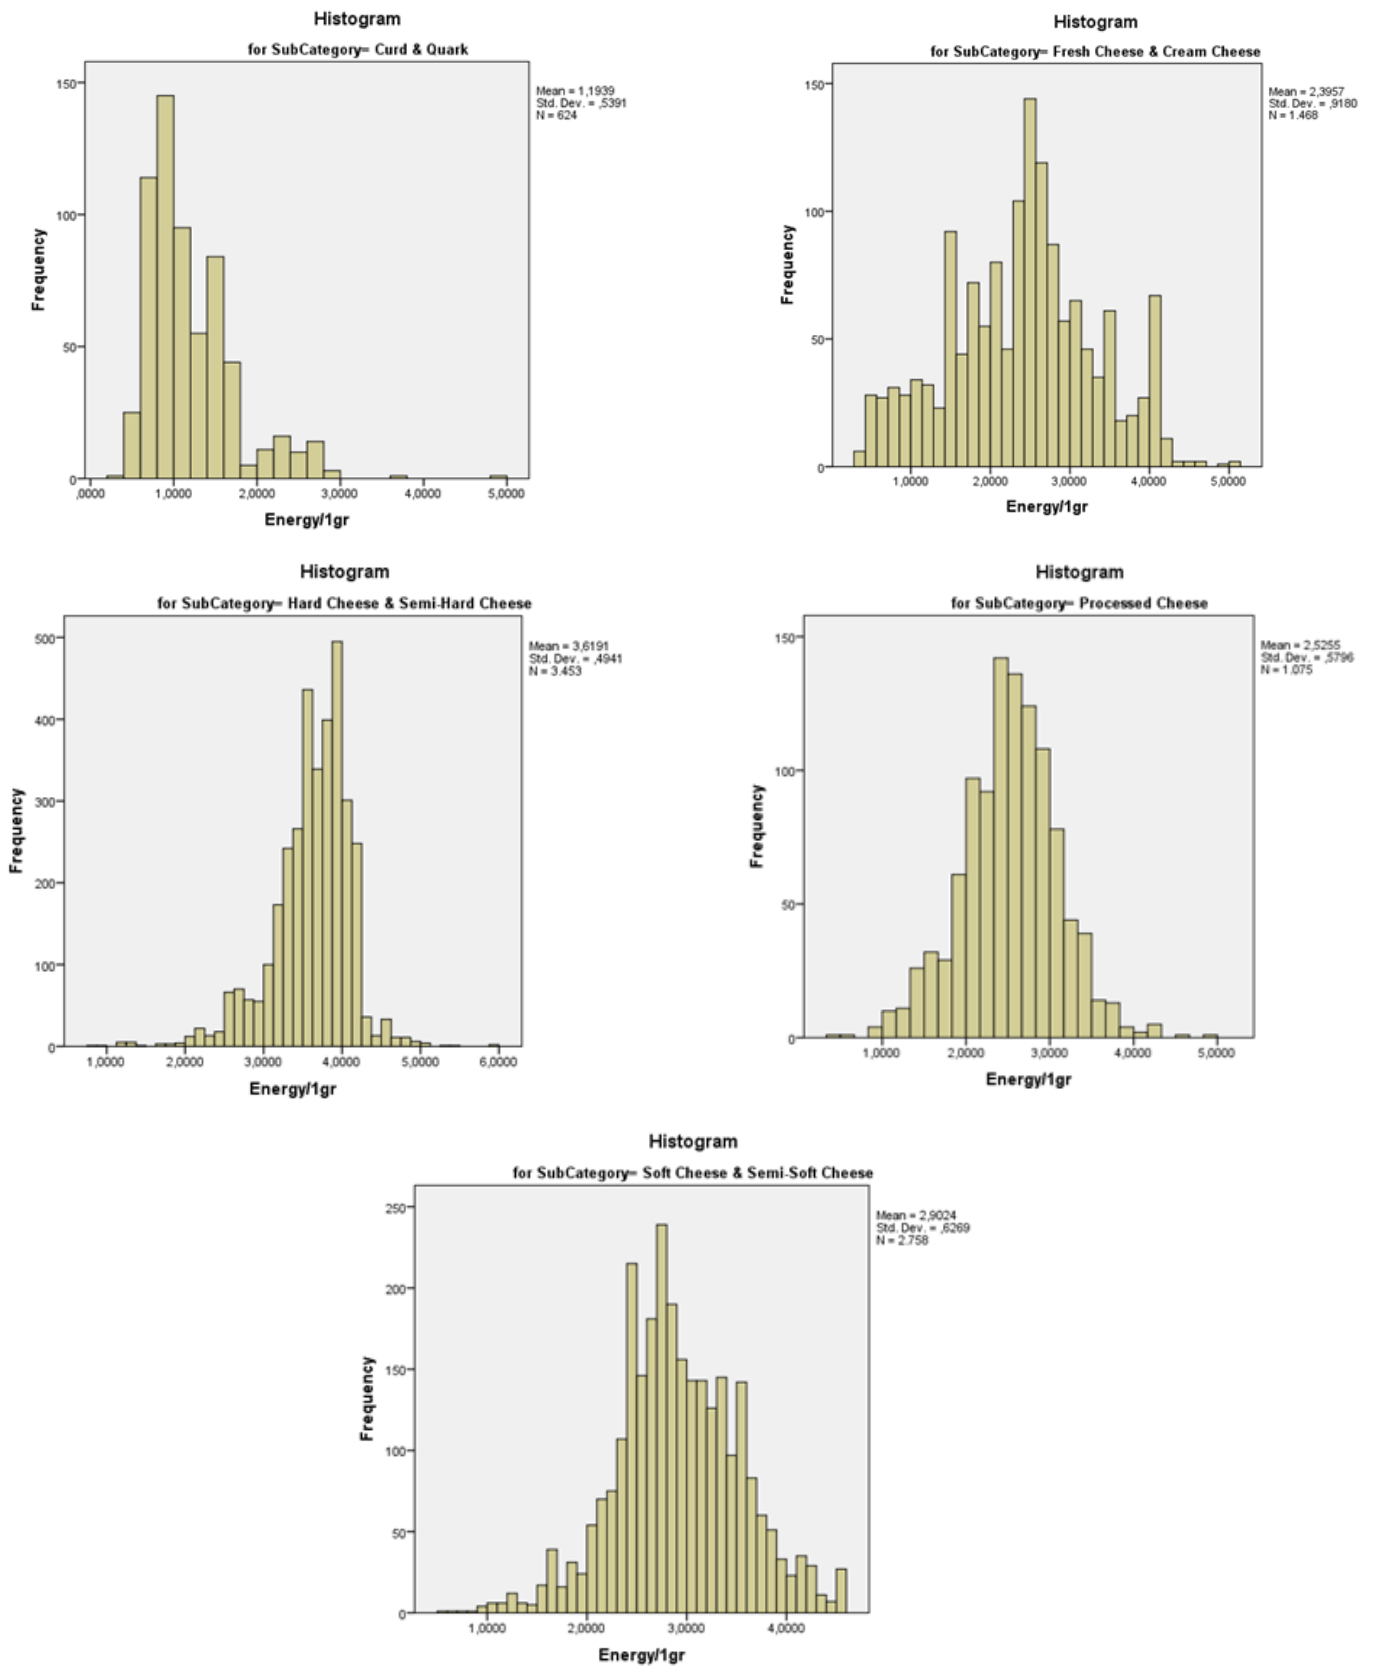 Histogram
for SubCategory= Curd & Quark
Mean = 1,1939
Std. Dev. = ,5391
N = 624
150
100
50
0
Frequency
,0000 1,0000 2,0000 3,0000 4,0000 5,0000
Energy/1gr
Histogram
for SubCategory= Fresh Cheese & Cream Cheese
Mean = 2,3957
Std. Dev. = ,9180
N = 1.468
150
100
50
0
Frequency
1,0000 2,0000 3,0000 4,0000 5,0000
Energy/1gr
Histogram
for SubCategory= Hard Cheese & Semi-Hard Cheese
Mean = 3,6191
Std. Dev. = ,4941
N = 3.453
500
400
300
200
100
0
Frequency
1,0000 2,0000 3,0000 4,0000 5,0000 6,0000
Energy/1gr
Histogram
for SubCategory= Processed Cheese
Mean = 2,5255
Std. Dev. = ,5796
N = 1.075
150
100
50
0
Frequency
1,0000 2,0000 3,0000 4,0000 5,0000
Energy/1gr
Histogram
for SubCategory= Soft Cheese & Semi-Soft Cheese
Mean = 2,9024
Std. Dev. = ,6269
N = 2.758
250
200
150
100
50
0
Frequency
1,0000 2,0000 3,0000 4,0000
Energy/1gr